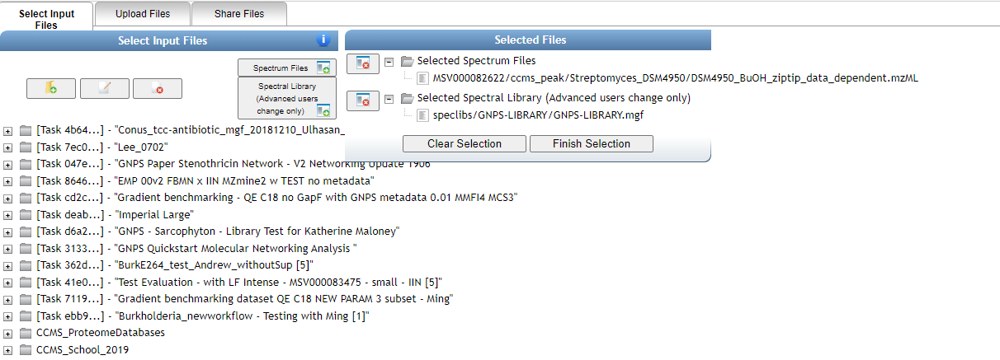 Select Input
Files
Upload Files
Share Files
Select Input Files
i
Spectrum Files
Spectral Library
(Advanced users
change only)
[Task 4b64...] - "Conus_tcc-antibiotic_mgf_20181210_Ulhasan_
[Task 7ec0...] - "Lee_0702"
[Task 047e...] - "GNPS Paper Stenothricin Network - V2 Networking Update 1906"
[Task 8646...] - "EMP 00v2 FBMN x IIN MZmine2 w TEST no metadata"
[Task cd2c...] - "Gradient benchmarking - QE C18 no GapF with GNPS metadata 0.01 MMFI4 MCS3"
[Task deab...] - "Imperial Large"
[Task d6a2...] - "GNPS - Sarcophyton - Library Test for Katherine Maloney"
[Task 3133...] - "GNPS Quickstart Molecular Networking Analysis "
[Task 362d...] - "BurkE264_test_Andrew_withoutSup [5]"
[Task 41e0...] - "Test Evaluation - with LF Intense - MSV000083475 - small - IIN [5]"
[Task 7119...] - "Gradient benchmarking dataset QE C18 NEW PARAM 3 subset - Ming"
[Task ebb9...] - "Burkholderia_newworkflow - Testing with Ming [1]"
CCMS_ProteomeDatabases
CCMS_School_2019
Selected Files
Selected Spectrum Files
MSV000082622/ccms_peak/Streptomyces_DSM4950/DSM4950_BuOH_ziptip_data_dependent.mzML
Selected Spectral Library (Advanced users change only)
speclibs/GNPS-LIBRARY/GNPS-LIBRARY.mgf
Clear Selection
Finish Selection